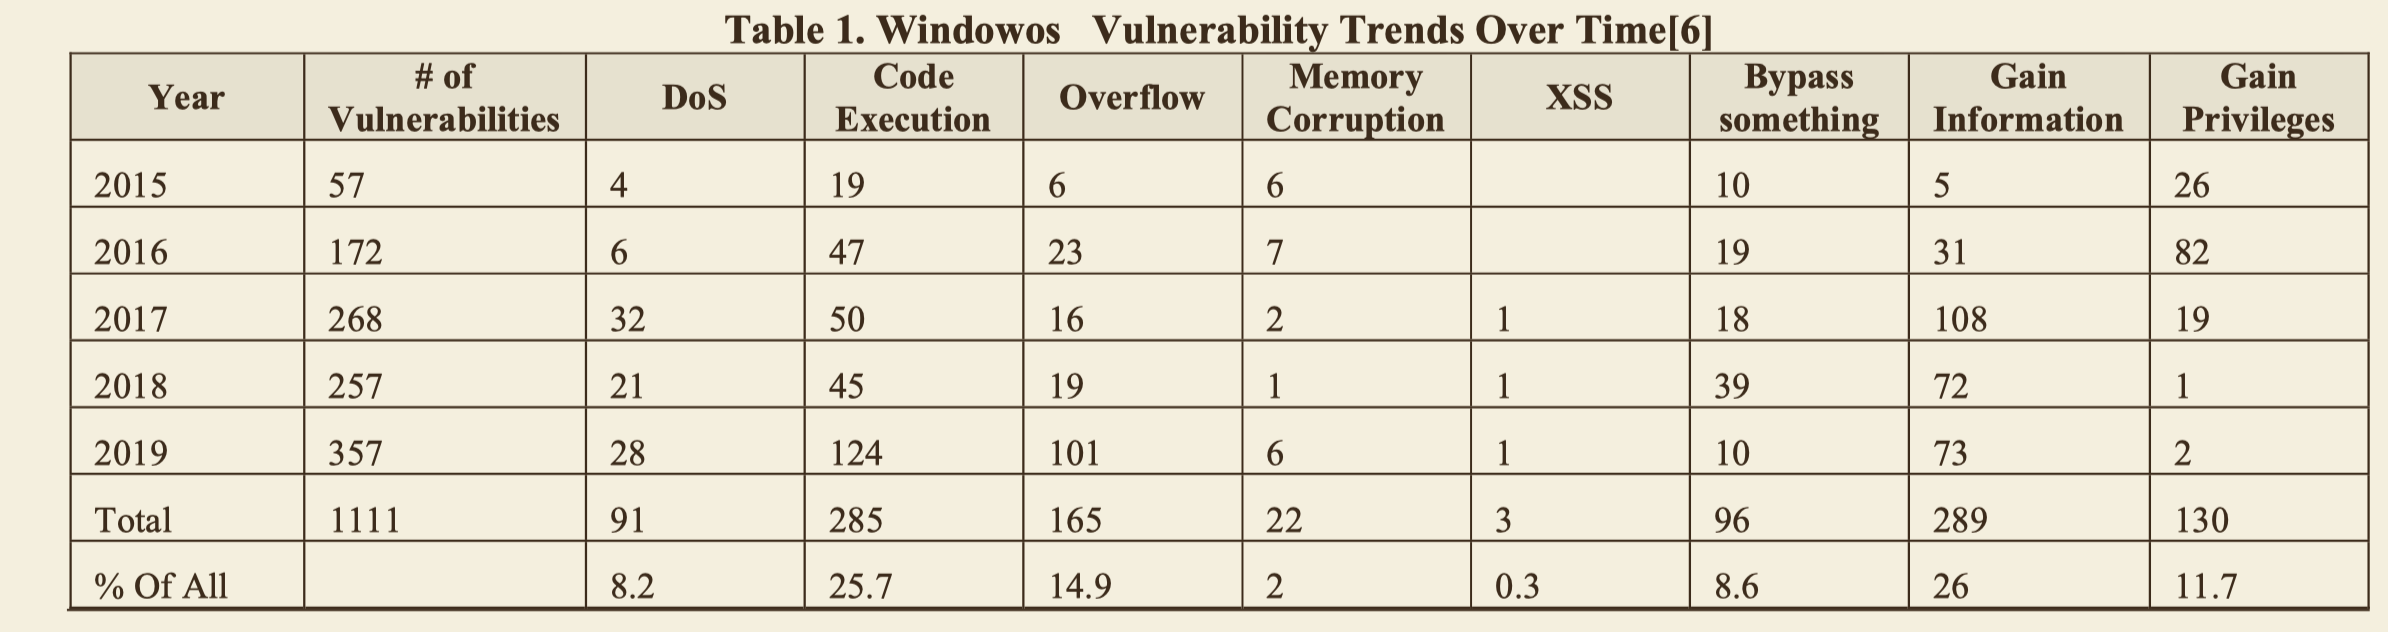 Table 1. Windowos Vulnerability Trends Over Time[6]
Year # of Vulnerabilities DoS Code Execution Overflow Memory Corruption XSS Bypass something Gain Information Gain Privileges
2015 57 4 19 6 6 10 5 26
2016 172 6 47 23 7 19 31 82
2017 268 32 50 16 2 1 18 108 19
2018 257 21 45 19 1 1 39 72 1
2019 357 28 124 101 6 1 10 73 2
Total 1111 91 285 165 22 3 96 289 130
% Of All 8.2 25.7 14.9 2 0.3 8.6 26 11.7